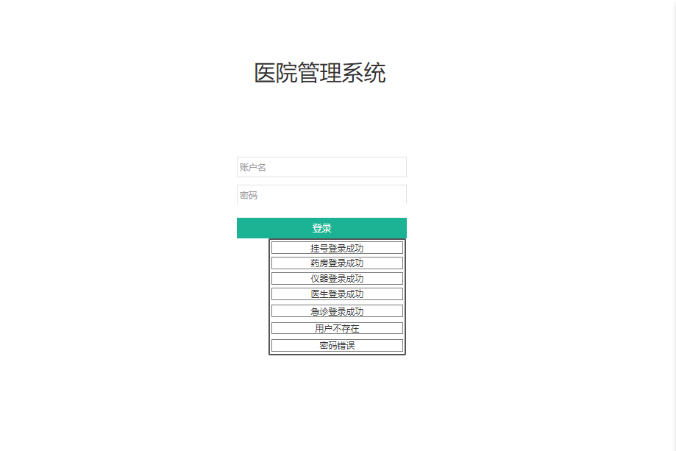 医院管理系统
账户名
密码
登录
挂号登录成功
药房登录成功
仪器登录成功
医生登录成功
急诊登录成功
用户不存在
密码错误